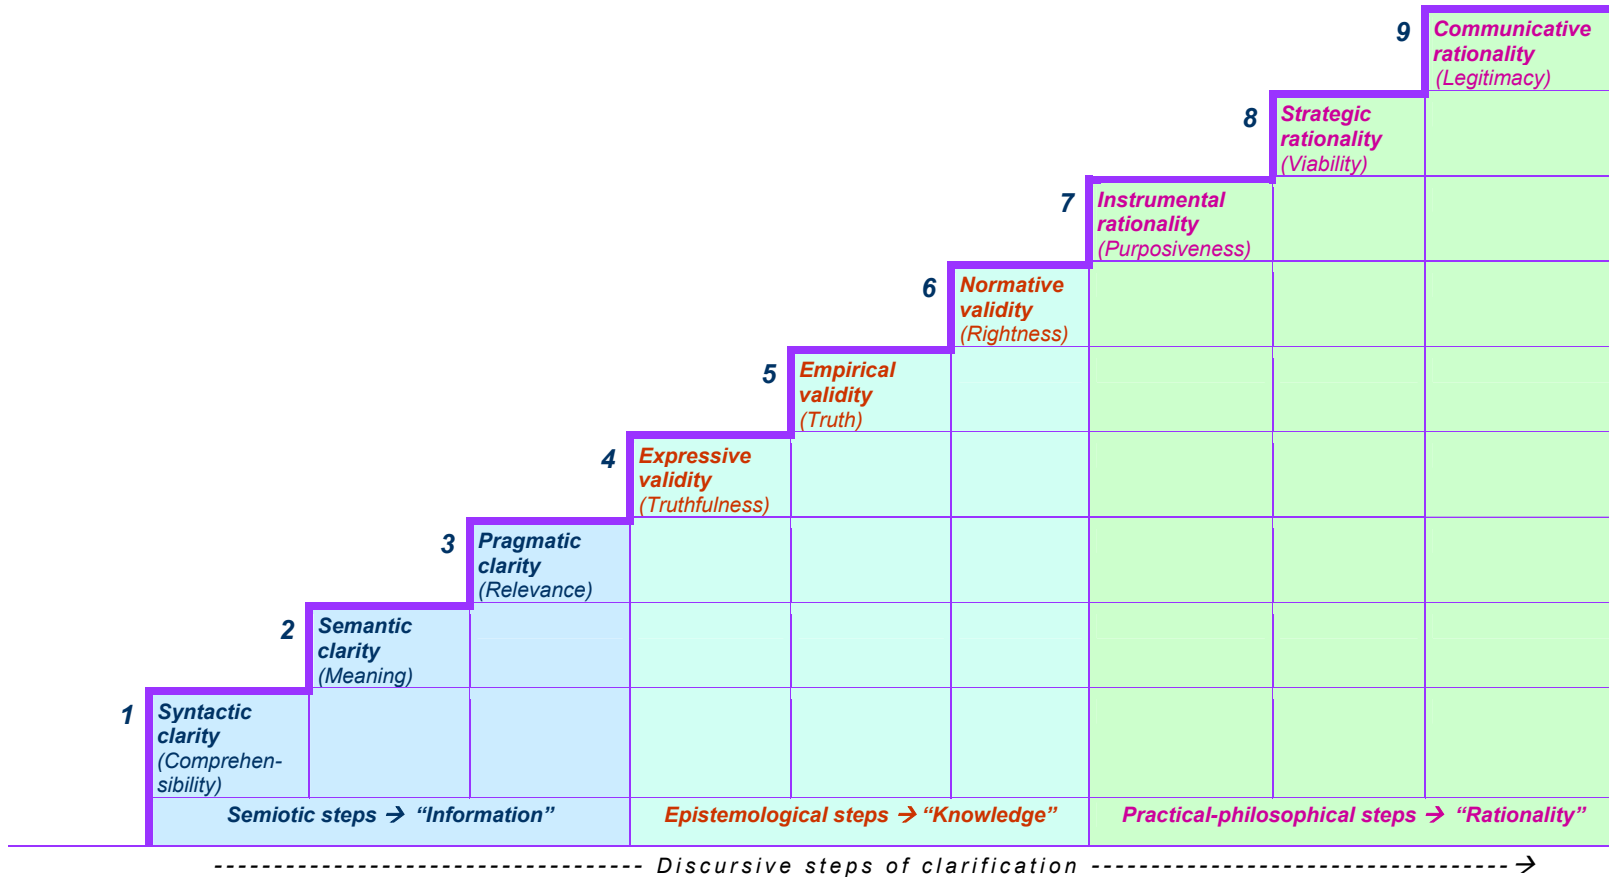 9
Communicative
rationality
(Legitimacy)
8
Strategic
rationality
(Viability)
7
Instrumental
rationality
(Purposiveness)
6
Normative
validity
(Rightness)
5
Empirical
validity
(Truth)
4
Expressive
validity
(Truthfulness)
3
Pragmatic
clarity
(Relevance)
2
Semantic
clarity
(Meaning)
1
Syntactic
clarity
(Comprehen-
sibility)
Semiotic steps → “Information”
Epistemological steps → “Knowledge”
Practical-philosophical steps → “Rationality”
Discursive steps of clarification →